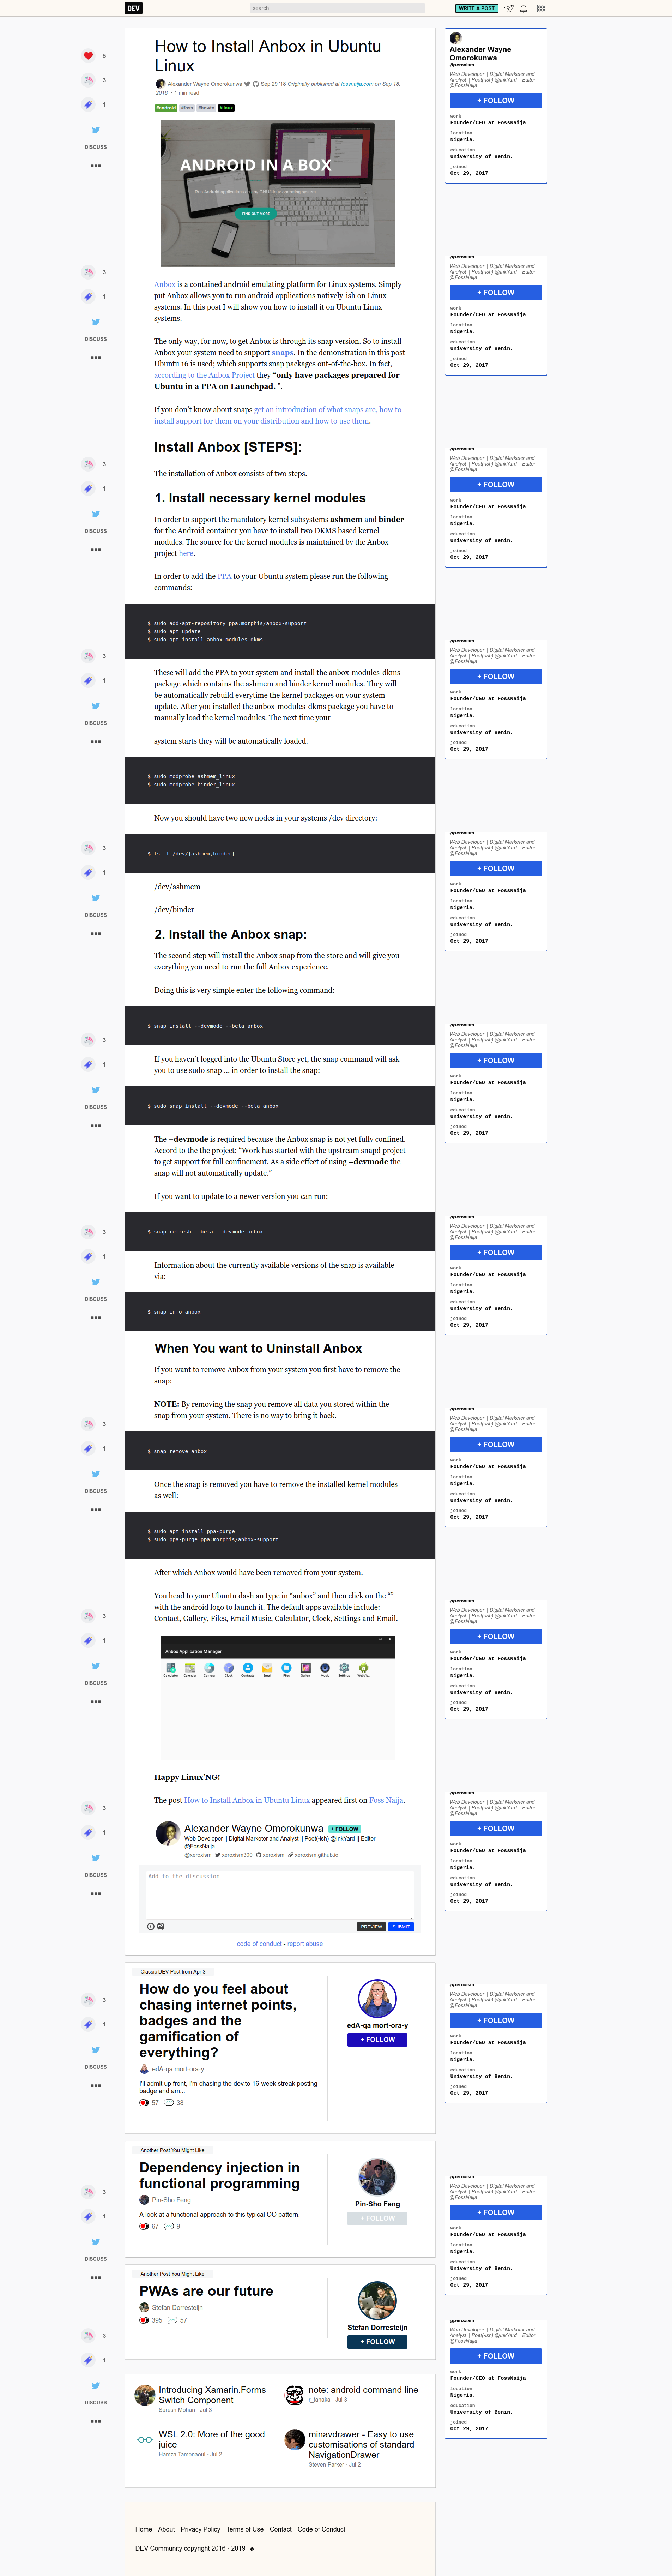 DEV
search
WRITE A POST
5
3
1
DISCUSS
How to Install Anbox in Ubuntu
Linux
Alexander Wayne Omorokunwa Sep 29 '18 Originally published at fossnaija.com on Sep 18,
2018 ・1 min read
#android #foss #howto #linux
ANDROID IN A BOX
Run Android applications on any GNU/Linux operating system.
FIND OUT MORE
Alexander Wayne
Omorokunwa
@xeroxism
Web Developer || Digital Marketer and
Analyst || Poet(-ish) @InkYard || Editor
@FossNaija
+ FOLLOW
work
Founder/CEO at FossNaija
location
Nigeria.
education
University of Benin.
joined
Oct 29, 2017
Anbox is a contained android emulating platform for Linux systems. Simply
put Anbox allows you to run android applications natively-ish on Linux
systems. In this post I will show you how to install it on Ubuntu Linux
systems.
The only way, for now, to get Anbox is through its snap version. So to install
Anbox your system need to support snaps. In the demonstration in this post
Ubuntu 16 is used; which supports snap packages out-of-the-box. In fact,
according to the Anbox Project they “only have packages prepared for
Ubuntu in a PPA on Launchpad. ”.
If you don’t know about snaps get an introduction of what snaps are, how to
install support for them on your distribution and how to use them.
Install Anbox [STEPS]:
The installation of Anbox consists of two steps.
1. Install necessary kernel modules
In order to support the mandatory kernel subsystems ashmem and binder
for the Android container you have to install two DKMS based kernel
modules. The source for the kernel modules is maintained by the Anbox
project here.
In order to add the PPA to your Ubuntu system please run the following
commands:
$ sudo add-apt-repository ppa:morphis/anbox-support
$ sudo apt update
$ sudo apt install anbox-modules-dkms
These will add the PPA to your system and install the anbox-modules-dkms
package which contains the ashmem and binder kernel modules. They will
be automatically rebuild everytime the kernel packages on your system
update. After you installed the anbox-modules-dkms package you have to
manually load the kernel modules. The next time your
system starts they will be automatically loaded.
$ sudo modprobe ashmem_linux
$ sudo modprobe binder_linux
Now you should have two new nodes in your systems /dev directory:
$ ls -l /dev/{ashmem,binder}
/dev/ashmem
/dev/binder
2. Install the Anbox snap:
The second step will install the Anbox snap from the store and will give you
everything you need to run the full Anbox experience.
Doing this is very simple enter the following command:
$ snap install --devmode --beta anbox
If you haven’t logged into the Ubuntu Store yet, the snap command will ask
you to use sudo snap … in order to install the snap:
$ sudo snap install --devmode --beta anbox
The –devmode is required because the Anbox snap is not yet fully confined.
Accord to the the project: “Work has started with the upstream snapd project
to get support for full confinement. As a side effect of using –devmode the
snap will not automatically update.”
If you want to update to a newer version you can run:
$ snap refresh --beta --devmode anbox
Information about the currently available versions of the snap is available
via:
$ snap info anbox
When You want to Uninstall Anbox
If you want to remove Anbox from your system you first have to remove the
snap:
NOTE: By removing the snap you remove all data you stored within the
snap from your system. There is no way to bring it back.
$ snap remove anbox
Once the snap is removed you have to remove the installed kernel modules
as well:
$ sudo apt install ppa-purge
$ sudo ppa-purge ppa:morphis/anbox-support
After which Anbox would have been removed from your system.
You head to your Ubuntu dash an type in “anbox” and then click on the “”
with the android logo to launch it. The default apps available include:
Contact, Gallery, Files, Email Music, Calculator, Clock, Settings and Email.
Anbox Application Manager
Calculator Calendar Camera Clock Contacts Email Files Gallery Music Settings WebVie..
Happy Linux’NG!
The post How to Install Anbox in Ubuntu Linux appeared first on Foss Naija.
Alexander Wayne Omorokunwa + FOLLOW
Web Developer || Digital Marketer and Analyst || Poet(-ish) @InkYard || Editor
@FossNaija
@xeroxism xeroxism300 xeroxism xeroxism.github.io
Add to the discussion
PREVIEW SUBMIT
code of conduct - report abuse
Classic DEV Post from Apr 3
How do you feel about
chasing internet points,
badges and the
gamification of
everything?
edA-qa mort-ora-y
I'll admit up front, I'm chasing the dev.to 16-week streak posting
badge and am...
57 38
edA-qa mort-ora-y
+ FOLLOW
Another Post You Might Like
Dependency injection in
functional programming
Pin-Sho Feng
A look at a functional approach to this typical OO pattern.
67 9
Pin-Sho Feng
+ FOLLOW
Another Post You Might Like
PWAs are our future
Stefan Dorresteijn
395 57
Stefan Dorresteijn
+ FOLLOW
Introducing Xamarin.Forms
Switch Component
Suresh Mohan - Jul 3
note: android command line
r_tanaka - Jul 3
WSL 2.0: More of the good
juice
Hamza Tamenaoul - Jul 2
minavdrawer - Easy to use
customisations of standard
NavigationDrawer
Steven Parker - Jul 2
Home About Privacy Policy Terms of Use Contact Code of Conduct
DEV Community copyright 2016 - 2019